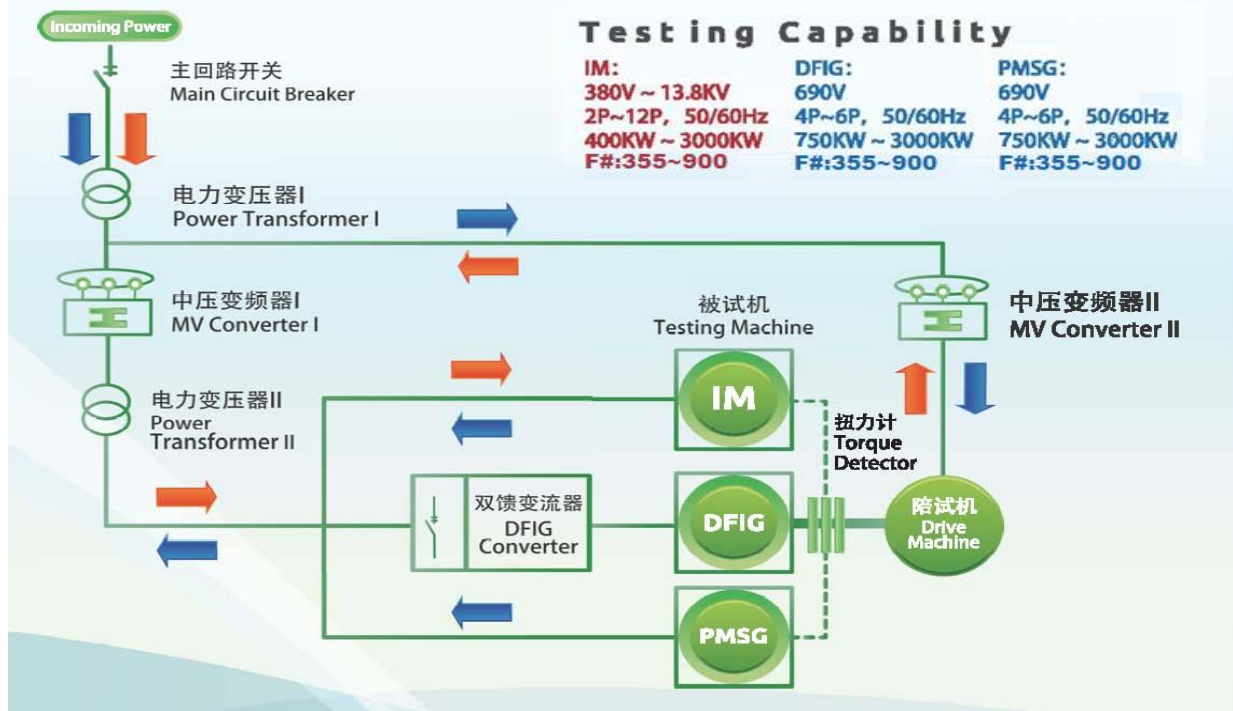 Incoming Power
Testing Capability
主回路开关
Main Circuit Breaker
IM:
380V ~ 13.8KV
2P~12P, 50/60Hz
400KW ~ 3000KW
F#:355~900
DFIG:
690V
4P~6P, 50/60Hz
750KW ~ 3000KW
F#:355~900
PMSG:
690V
4P~6P, 50/60Hz
750KW ~ 3000KW
F#:355~900
电力变压器I
Power Transformer I
中压变频器I
MV Converter I
被试机
Testing Machine
中压变频器II
MV Converter II
电力变压器II
Power
Transformer II
IM
扭力计
Torque
Detector
双馈变流器
DFIG
Converter
DFIG
陪试机
Drive
Machine
PMSG